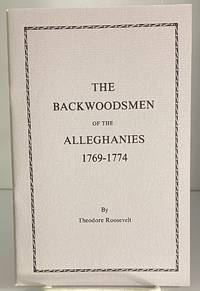 THE
BACKWOODSMEN
OF THE
ALLEGHANIES
1769-1774
By
Theodore Roosevelt